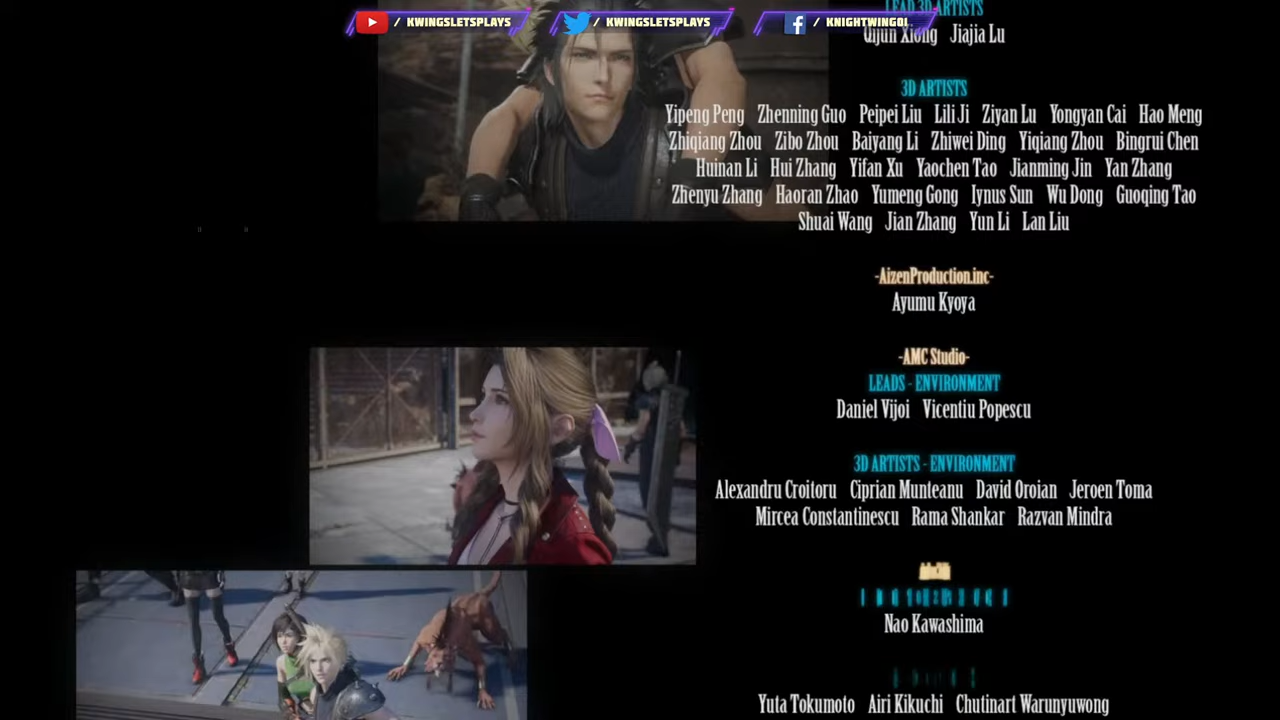 LEAD 3D ARTISTS
/ KWINGSLETSPLAYS / KWINGSLETSPLAYS / KNIGHTWING01
Qijun Xiong Jiajia Lu
3D ARTISTS
Yipeng Peng Zhenning Guo Peipei Liu Lili Ji Ziyan Lu Yongyan Cai Hao Meng
Zhiqiang Zhou Zibo Zhou Baiyang Li Zhiwei Ding Yiqiang Zhou Bingrui Chen
Huinan Li Hui Zhang Yifan Xu Yaochen Tao Jianming Jin Yan Zhang
Zhenyu Zhang Haoran Zhao Yumeng Gong Iynus Sun Wu Dong Guoqing Tao
Shuai Wang Jian Zhang Yun Li Lan Liu
-AizenProduction.inc-
Ayumu Kyoya
-AMC Studio-
LEADS - ENVIRONMENT
Daniel Vijoi Vicentiu Popescu
3D ARTISTS - ENVIRONMENT
Alexandru Croitoru Ciprian Munteanu David Oroian Jeroen Toma
Mircea Constantinescu Rama Shankar Razvan Mindra
Nao Kawashima
Yuta Tokumoto Airi Kikuchi Chutinart Warunyuwong